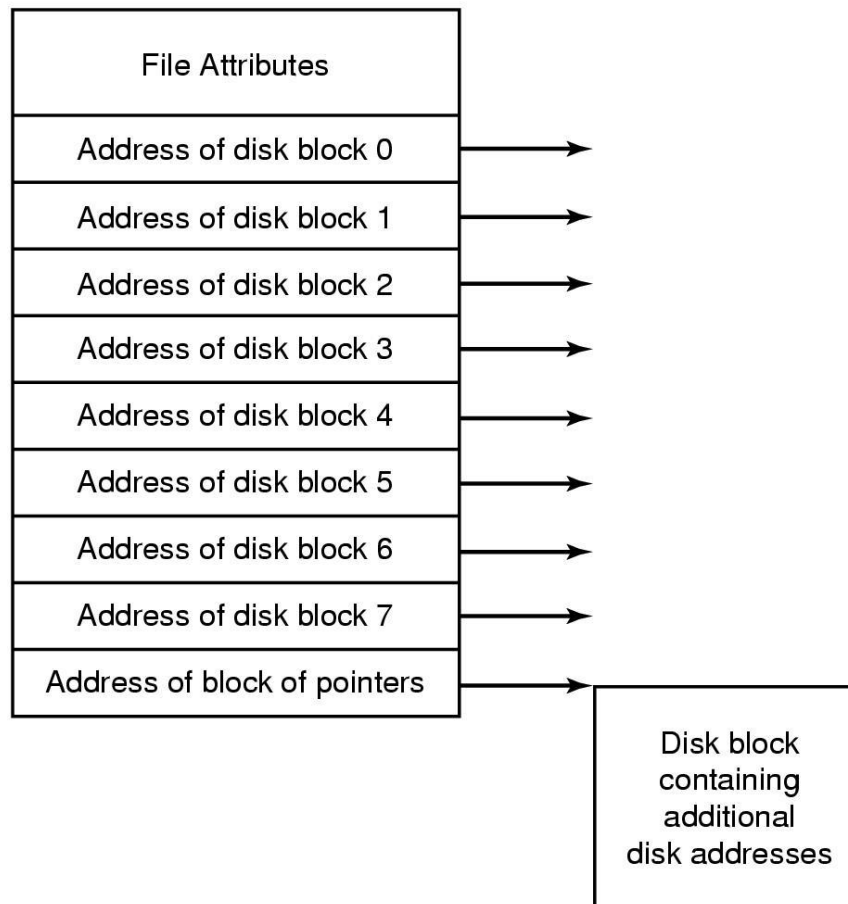 File Attributes
Address of disk block 0
Address of disk block 1
Address of disk block 2
Address of disk block 3
Address of disk block 4
Address of disk block 5
Address of disk block 6
Address of disk block 7
Address of block of pointers
Disk block
containing
additional
disk addresses